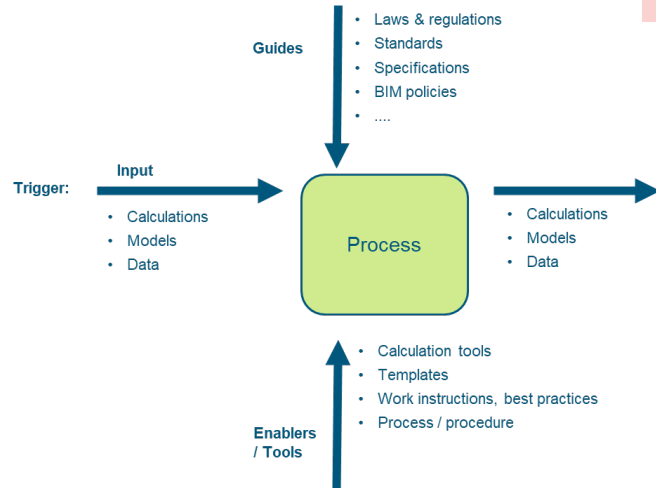 Guides
• Laws & regulations
• Standards
• Specifications
• BIM policies
• ....
Trigger:
Input
• Calculations
• Models
• Data
Process
• Calculations
• Models
• Data
Enablers
/ Tools
• Calculation tools
• Templates
• Work instructions, best practices
• Process / procedure